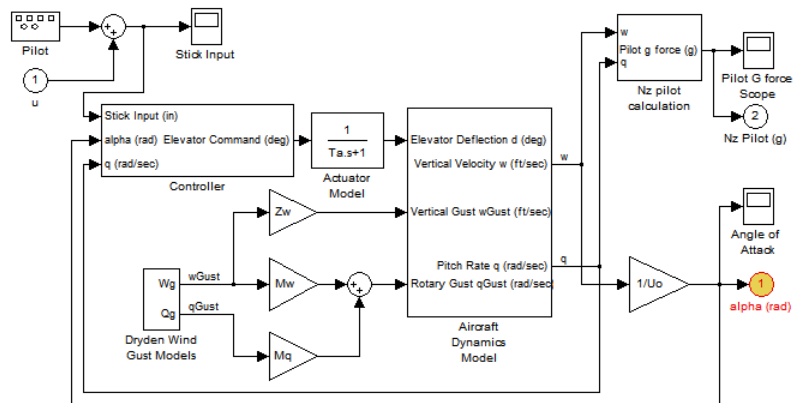 Pilot
1
u
Stick Input
Stick Input (in)
alpha (rad)
q (rad/sec)
Elevator Command (deg)
Controller
1
Ta.s+1
Actuator
Model
Elevator Deflection d (deg)
Vertical Velocity w (ft/sec)
Vertical Gust wGust (ft/sec)
Pitch Rate q (rad/sec)
Rotary Gust qGust (rad/sec)
Aircraft
Dynamics
Model
w
q
w
Pilot g force (g)
q
Nz pilot
calculation
Pilot G force
Scope
2
Nz Pilot (g)
Angle of
Attack
1/Uo
1
alpha (rad)
Zw
Mw
Mq
Wg
Qg
wGust
qGust
Dryden Wind
Gust Models